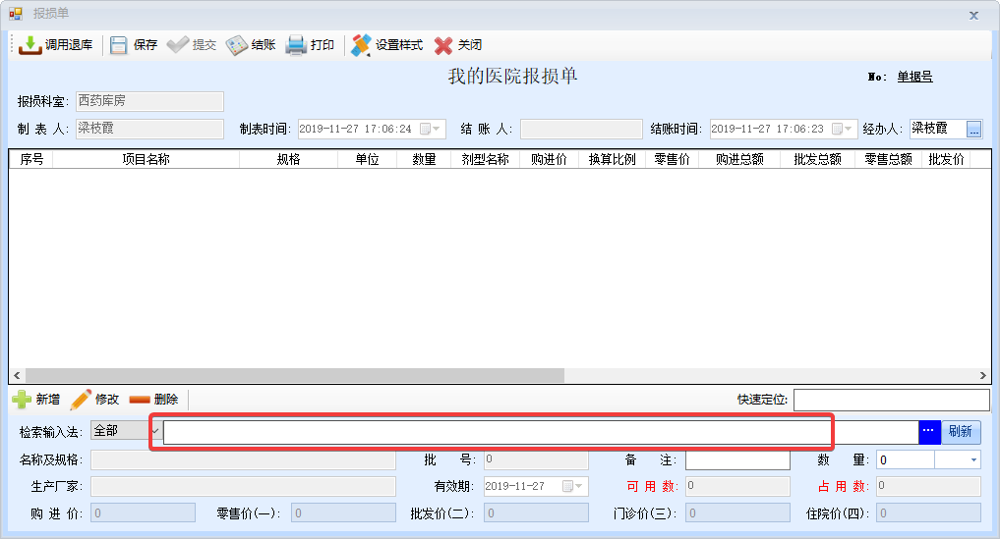 报损单
调用退库 保存 提交 结账 打印 设置样式 关闭
我的医院报损单 No: 单据号
报损科室: 西药库房
制 表 人: 梁枝霞 制表时间: 2019-11-27 17:06:24 结 账 人: 结账时间: 2019-11-27 17:06:23 经办人: 梁枝霞 ...
序号 项目名称 规格 单位 数量 剂型名称 购进价 换算比例 零售价 购进总额 批发总额 零售总额 批发价
新增 修改 删除 快速定位:
检索输入法: 全部 ... 刷新
名称及规格: 批 号: 0 备 注: 数 量: 0
生产厂家: 有效期: 2019-11-27 可 用 数: 0 占 用 数: 0
购 进 价: 0 零售价(一): 0 批发价(二): 0 门诊价(三): 0 住院价(四): 0